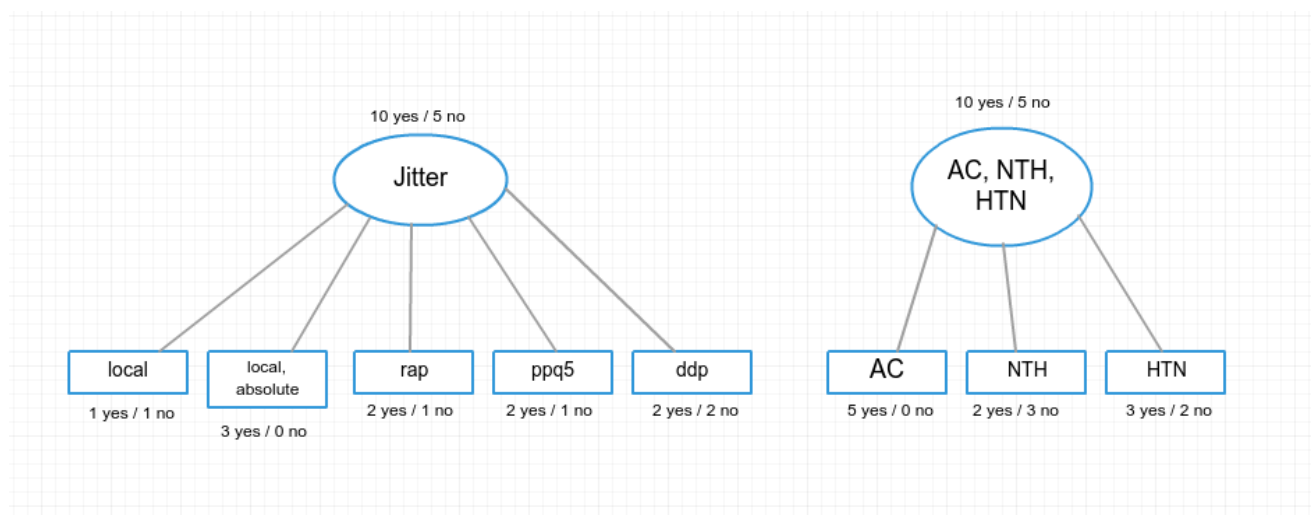 10 yes / 5 no
Jitter
local
1 yes / 1 no
local,
absolute
3 yes / 0 no
rap
2 yes / 1 no
ppq5
2 yes / 1 no
ddp
2 yes / 2 no
10 yes / 5 no
AC, NTH,
HTN
AC
5 yes / 0 no
NTH
2 yes / 3 no
HTN
3 yes / 2 no